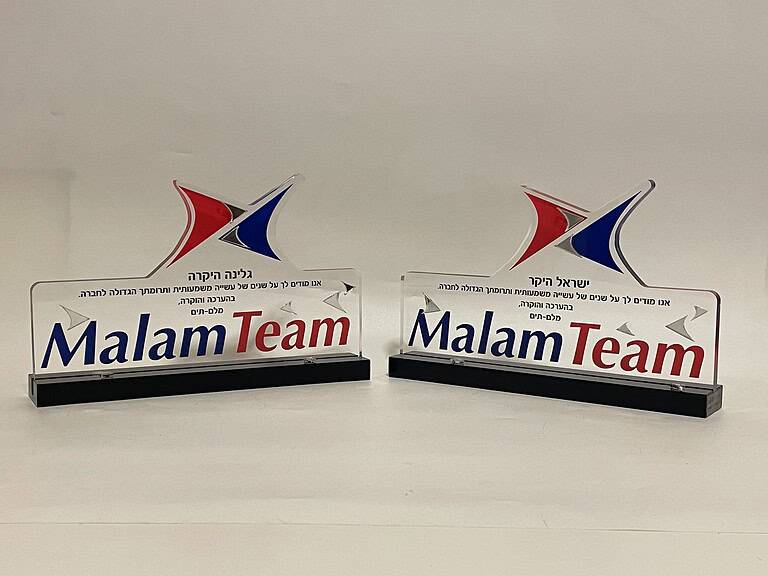 גלינה היקרה
אנו מודים לך על שנים של עשייה משמעותית ותרומתך הגדולה לחברה.
בהערכה והוקרה,
מלם-תים
MalamTeam
ישראל היקר
אנו מודים לך על שנים של עשייה משמעותית ותרומתך הגדולה לחברה.
בהערכה והוקרה,
מלם-תים
MalamTeam